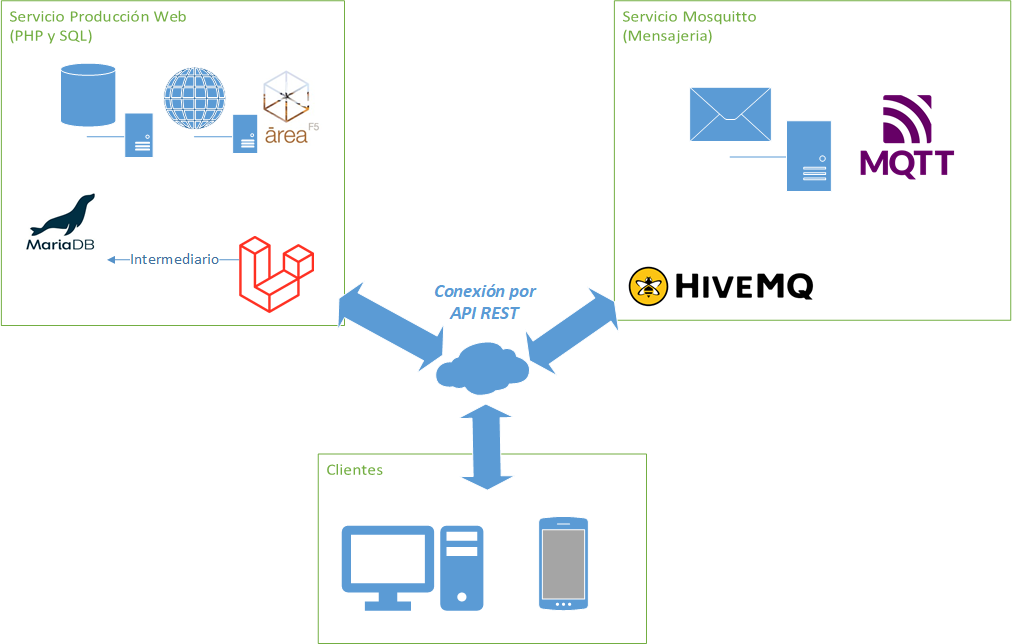 Servicio Producción Web
(PHP y SQL)
ārea F5
MariaDB
Intermediario
Servicio Mosquitto
(Mensajeria)
MQTT
HIVEMQ
Conexión por
API REST
Clientes